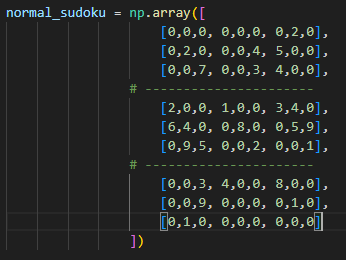 normal_sudoku = np.array([
[0,0,0, 0,0,0, 0,2,0],
[0,2,0, 0,0,4, 5,0,0],
[0,0,7, 0,0,3, 4,0,0],
# -----------------------
[2,0,0, 1,0,0, 3,4,0],
[6,4,0, 0,8,0, 0,5,9],
[0,9,5, 0,0,2, 0,0,1],
# -----------------------
[0,0,3, 4,0,0, 8,0,0],
[0,0,9, 0,0,0, 0,1,0],
[0,1,0, 0,0,0, 0,0,0]
])